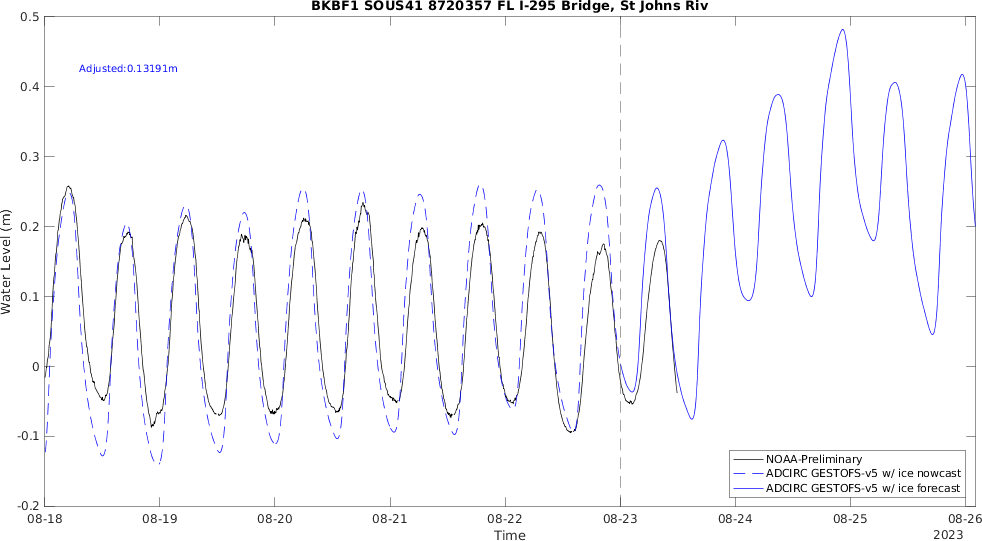 BKBF1 SOUS41 8720357 FL I-295 Bridge, St Johns Riv
Adjusted:0.13191m
0.5
0.4
0.3
0.2
0.1
0
-0.1
-0.2
Water Level (m)
NOAA-Preliminary
ADCIRC GESTOFS-v5 w/ ice nowcast
ADCIRC GESTOFS-v5 w/ ice forecast
08-18 08-19 08-20 08-21 08-22 08-23 08-24 08-25 08-26
Time
2023